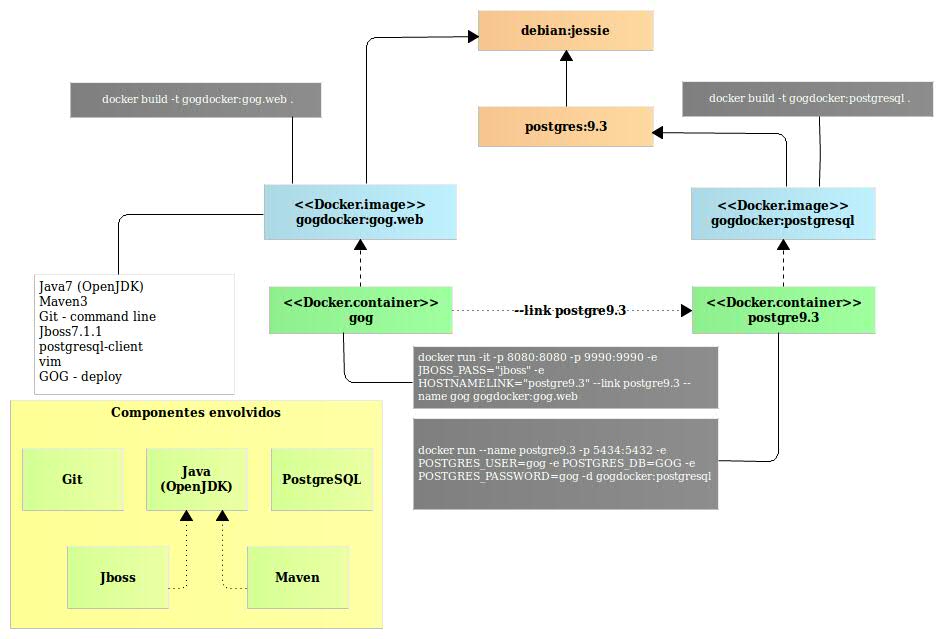 debian:jessie
docker build -t gogdocker:gog.web .
docker build -t gogdocker:postgresql .
postgres:9.3
<<Docker.image>>
gogdocker:gog.web
<<Docker.image>>
gogdocker:postgresql
Java7 (OpenJDK)
Maven3
Git - command line
Jboss7.1.1
postgresql-client
vim
GOG - deploy
<<Docker.container>>
gog
--link postgre9.3
<<Docker.container>>
postgre9.3
docker run -it -p 8080:8080 -p 9990:9990 -e
JBOSS_PASS="jboss" -e
HOSTNAMELINK="postgre9.3" --link postgre9.3 --
name gog gogdocker:gog.web
docker run --name postgre9.3 -p 5434:5432 -e
POSTGRES_USER=gog -e POSTGRES_DB=GOG -e
POSTGRES_PASSWORD=gog -d gogdocker:postgresql
Componentes envolvidos
Git
Java
(OpenJDK)
PostgreSQL
Jboss
Maven